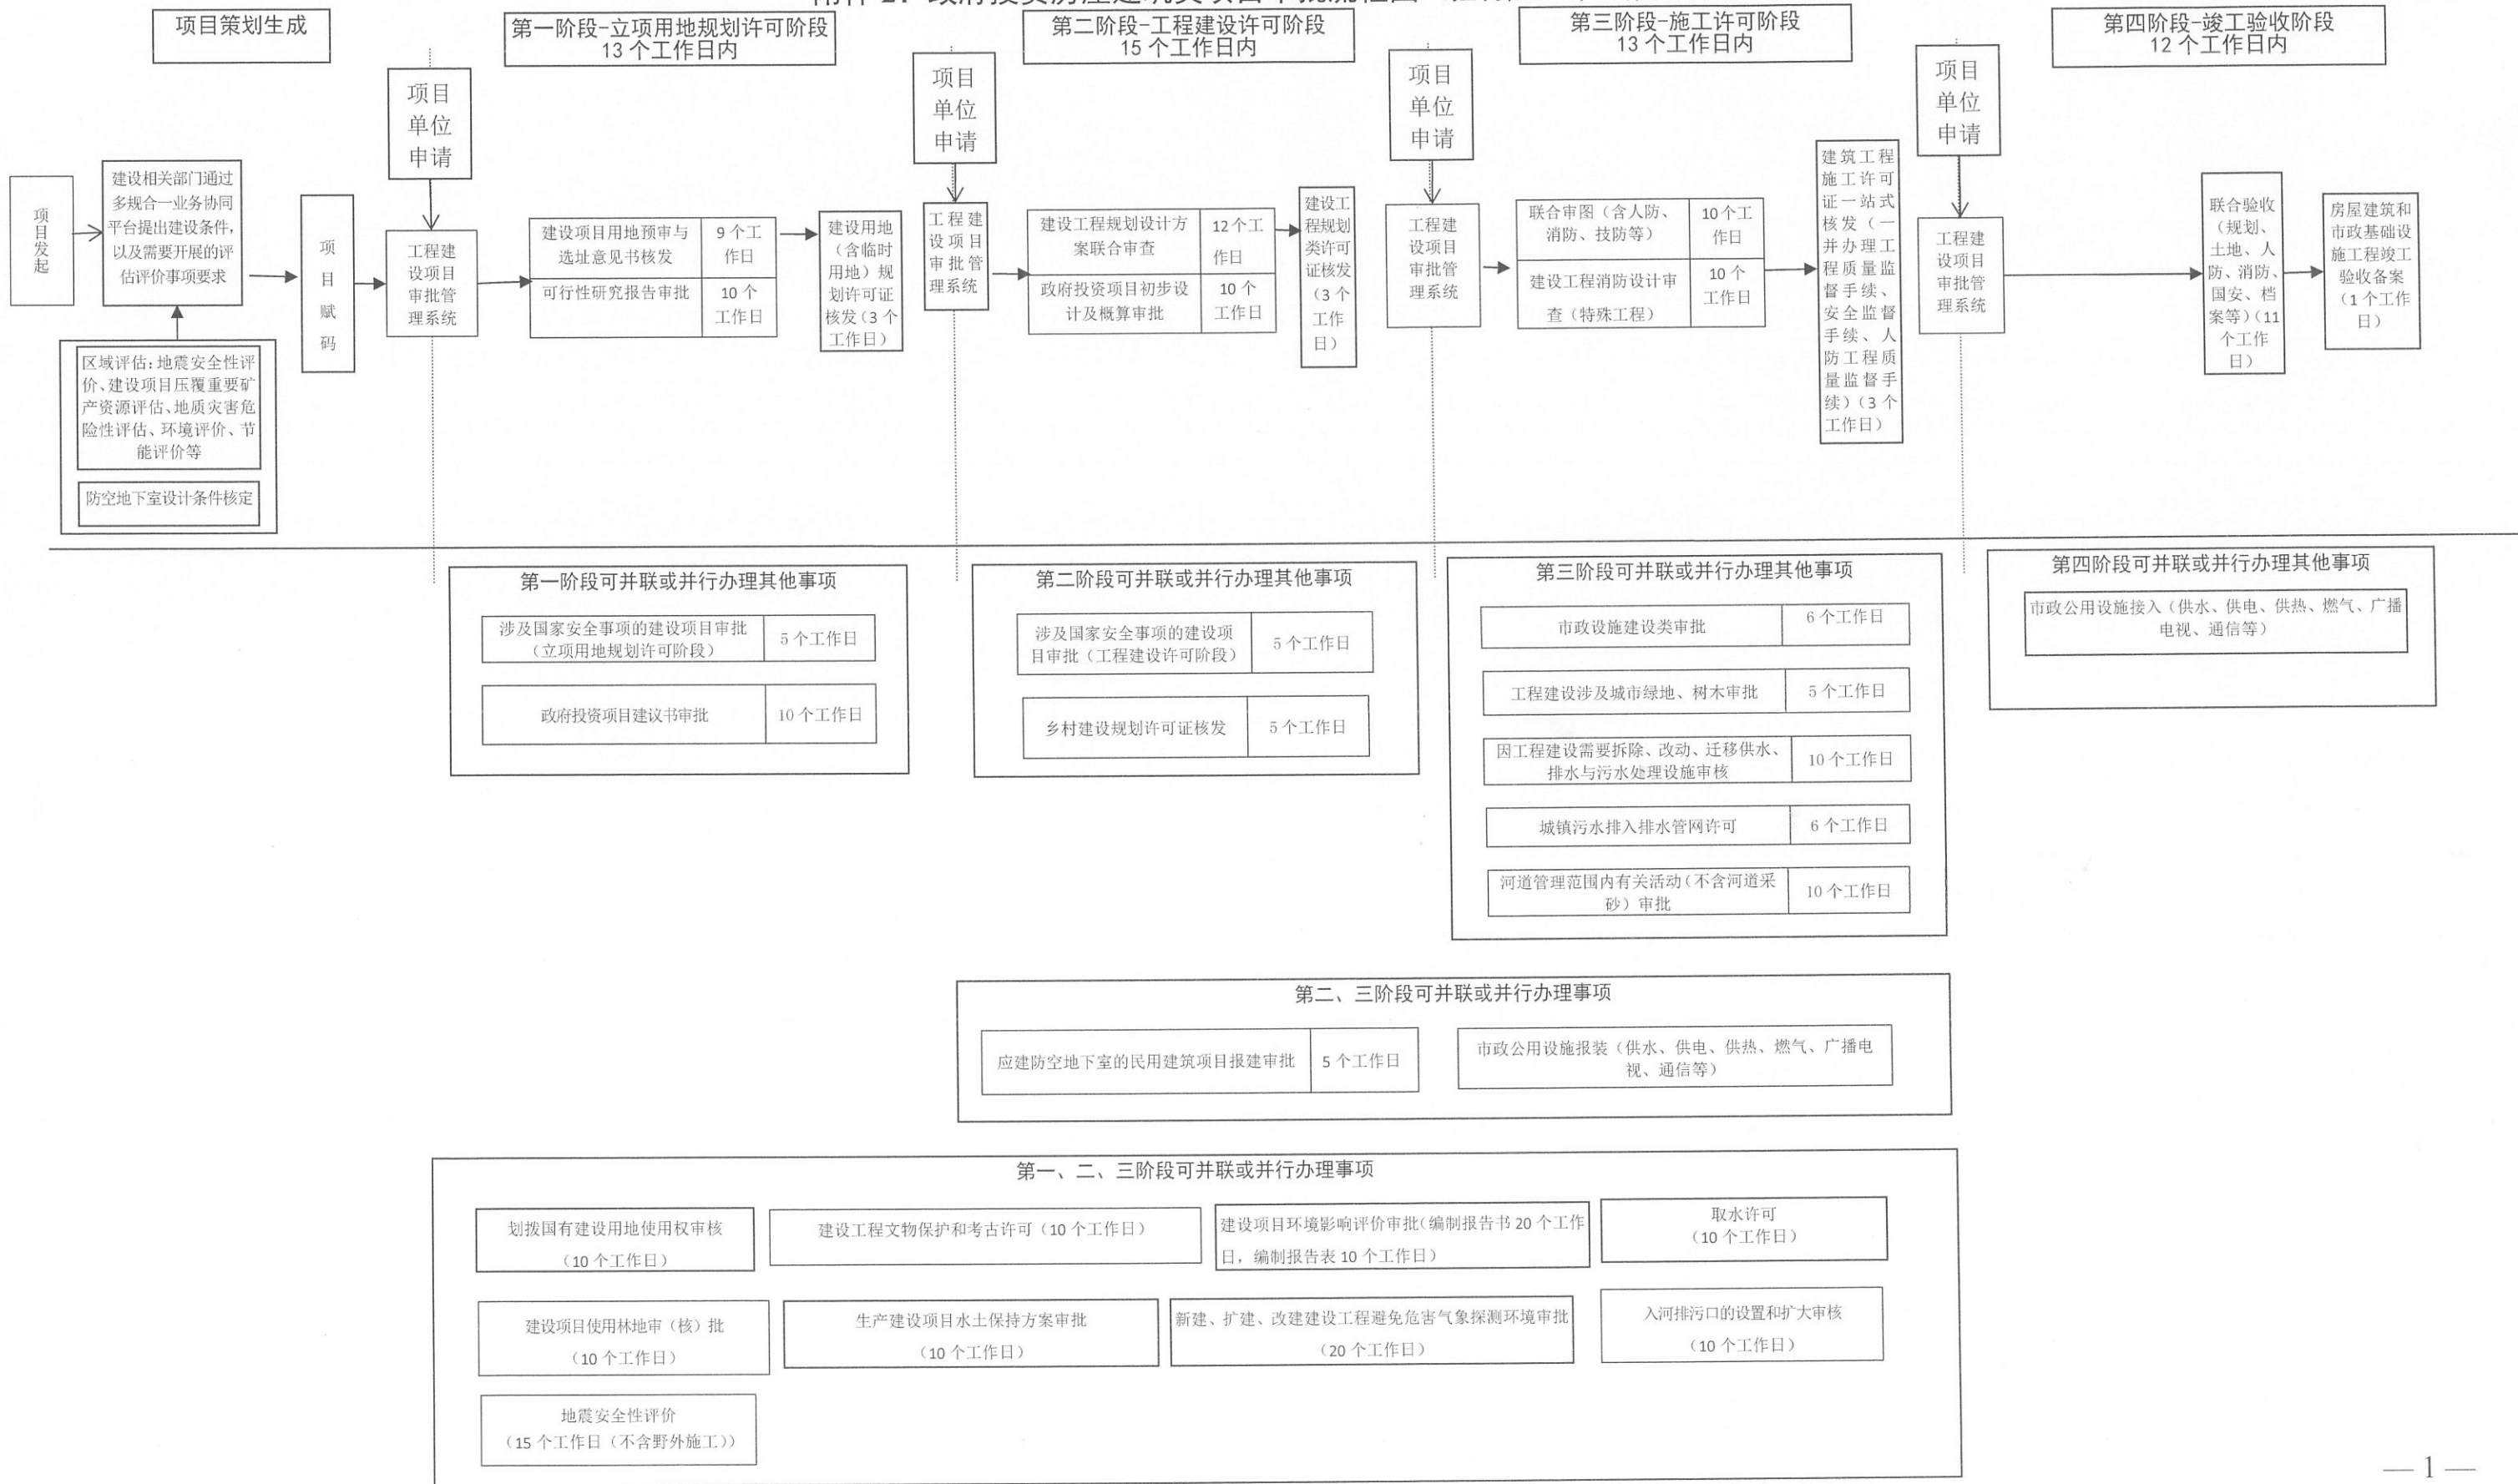 项目策划生成
第一阶段-立项用地规划许可阶段
13 个工作日内
第二阶段-工程建设许可阶段
15 个工作日内
第三阶段-施工许可阶段
13 个工作日内
第四阶段-竣工验收阶段
12 个工作日内
项目发起
建设相关部门通过
多规合一业务协同
平台提出建设条件，
以及需要开展的评
估评价事项要求
区域评估：地震安全性评
价、建设项目压覆重要矿
产资源评估、地质灾害危
险性评估、环境评价、节
能评价等
防空地下室设计条件核定
项
目
赋
码
项目
单位
申请
工程建
设项目
审批管
理系统
建设项目用地预审与
选址意见书核发
9 个工
作日
可行性研究报告审批
10 个
工作日
建设用地
（含临时
用地）规
划许可证
核发（3 个
工作日）
项目
单位
申请
工程建
设项目
审批管
理系统
建设工程规划设计方
案联合审查
12 个工
作日
政府投资项目初步设
计及概算审批
10 个
工作日
建设工
程规划
类许可
证核发
（3 个
工作
日）
项目
单位
申请
工程建
设项目
审批管
理系统
联合审图（含人防、
消防、技防等）
10 个工
作日
建设工程消防设计审
查（特殊工程）
10 个
工作日
建筑工程
施工许可
证一站式
核发（一
并办理工
程质量监
督手续、
安全监督
手续、人
防工程质
量监督手
续）（3 个
工作日）
项目
单位
申请
工程建
设项目
审批管
理系统
联合验收
（规划、
土地、人
防、消防、
国安、档
案等）（11
个工作
日）
房屋建筑和
市政基础设
施工程竣工
验收备案
（1 个工作
日）
第一阶段可并联或并行办理其他事项
涉及国家安全事项的建设项目审批
（立项用地规划许可阶段）
5 个工作日
政府投资项目建议书审批
10 个工作日
第二阶段可并联或并行办理其他事项
涉及国家安全事项的建设项
目审批（工程建设许可阶段）
5 个工作日
乡村建设规划许可证核发
5 个工作日
第三阶段可并联或并行办理其他事项
市政设施建设类审批
6 个工作日
工程建设涉及城市绿地、树木审批
5 个工作日
因工程建设需要拆除、改动、迁移供水、
排水与污水处理设施审核
10 个工作日
城镇污水排入排水管网许可
6 个工作日
河道管理范围内有关活动（不含河道采
砂）审批
10 个工作日
第四阶段可并联或并行办理其他事项
市政公用设施接入（供水、供电、供热、燃气、广播
电视、通信等）
第二、三阶段可并联或并行办理事项
应建防空地下室的民用建筑项目报建审批
5 个工作日
市政公用设施报装（供水、供电、供热、燃气、广播电
视、通信等）
第一、二、三阶段可并联或并行办理事项
划拨国有建设用地使用权审核
（10 个工作日）
建设工程文物保护和考古许可（10 个工作日）
建设项目环境影响评价审批（编制报告书 20 个工作
日，编制报告表 10 个工作日）
取水许可
（10 个工作日）
建设项目使用林地审（核）批
（10 个工作日）
生产建设项目水土保持方案审批
（10 个工作日）
新建、扩建、改建建设工程避免危害气象探测环境审批
（20 个工作日）
入河排污口的设置和扩大审核
（10 个工作日）
地震安全性评价
（15 个工作日（不含野外施工））
— 1 —